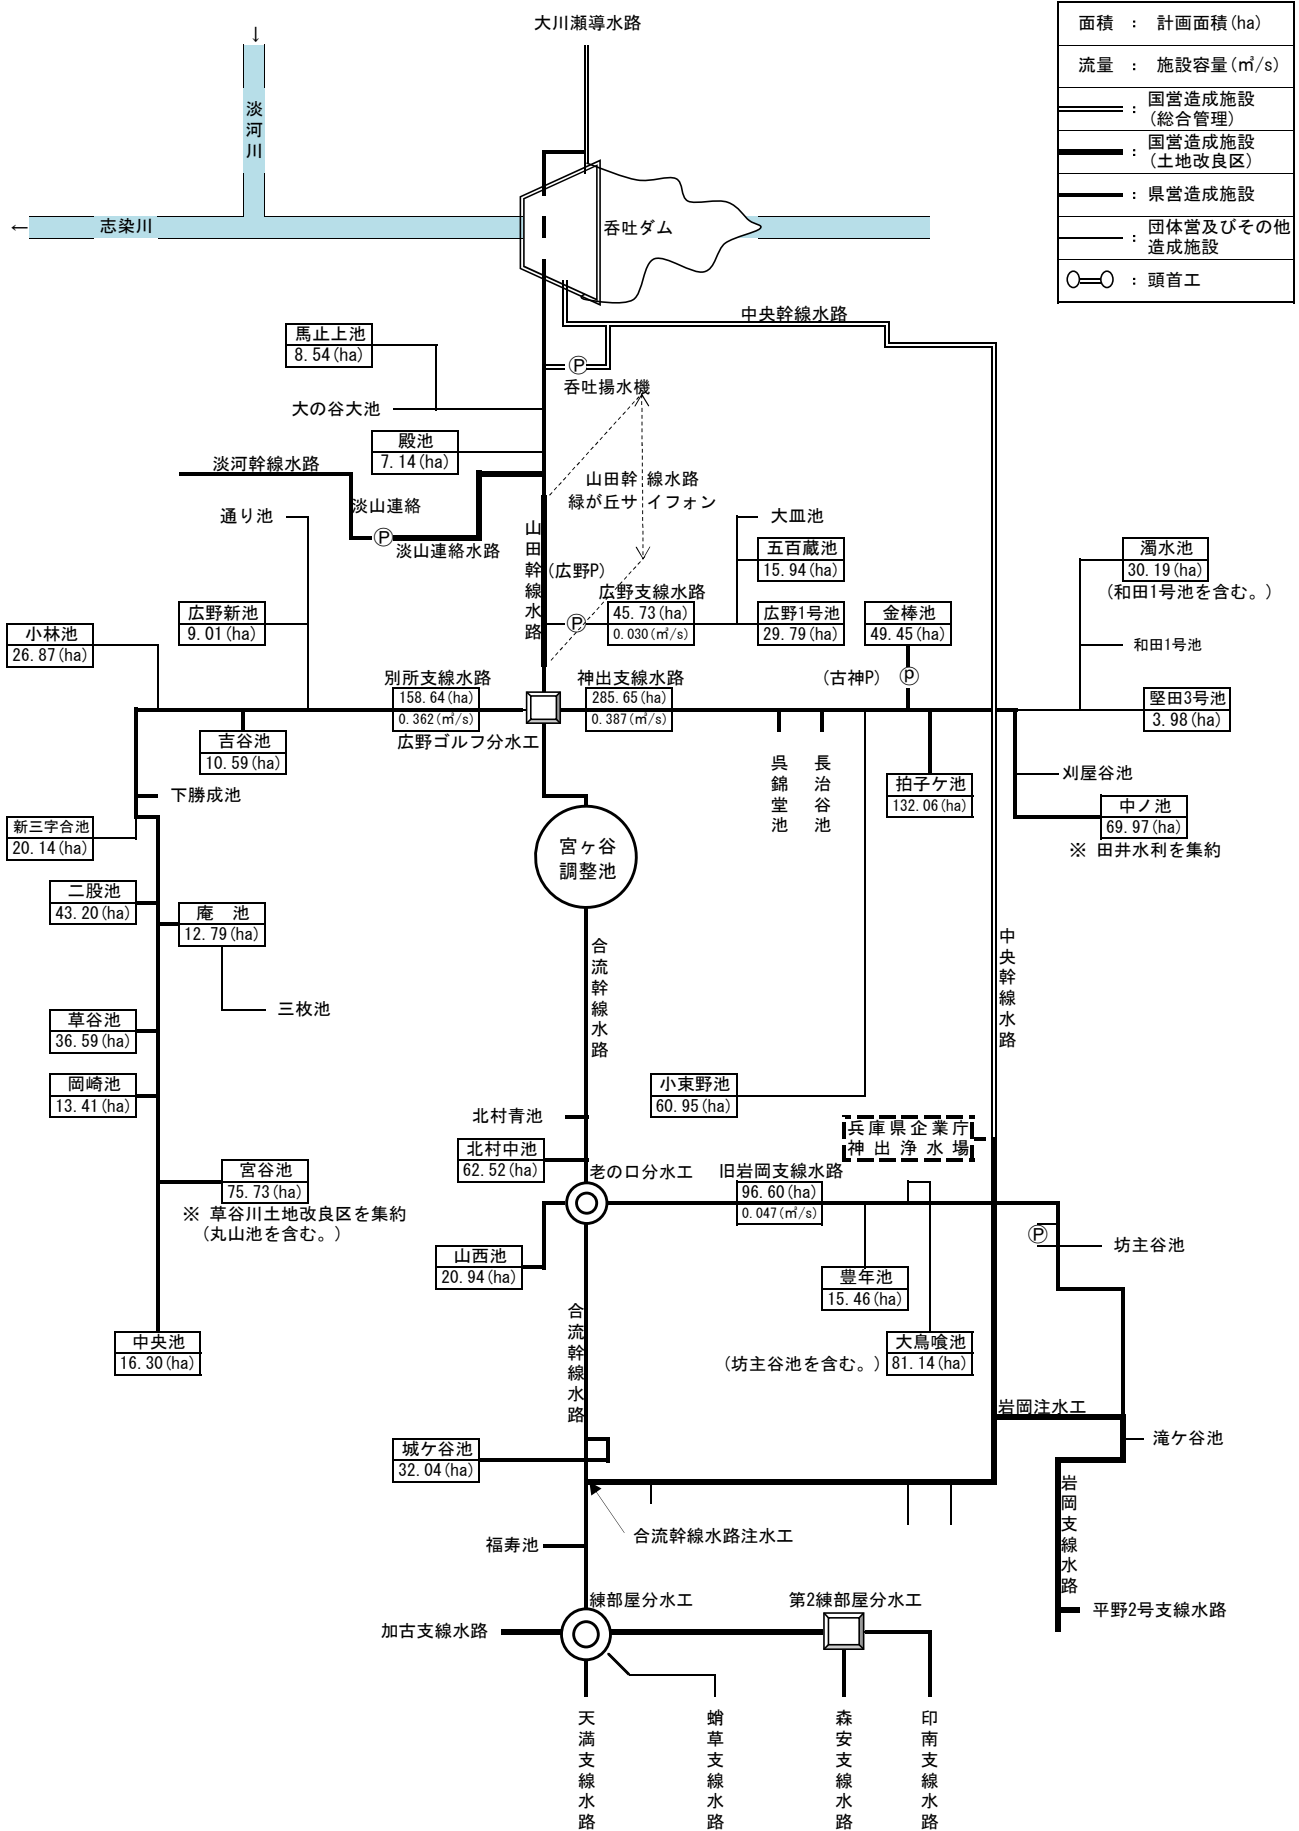 大川瀬導水路
面積 : 計画面積(ha)
流量 : 施設容量(㎥/s)
: 国営造成施設
(総合管理)
: 国営造成施設
(土地改良区)
: 県営造成施設
: 団体営及びその他
造成施設
: 頭首工
↓
淡河川
←
志染川
呑吐ダム
中央幹線水路
馬止上池
8.54(ha)
Ⓟ
呑吐揚水機
大の谷大池
殿池
7.14(ha)
淡河幹線水路
淡山連絡
Ⓟ
淡山連絡水路
山田幹線水路
緑が丘サイフォン
山田幹線水路
通り池
大皿池
五百蔵池
15.94(ha)
濁水池
30.19(ha)
(和田1号池を含む。)
(広野P)
広野支線水路
Ⓟ
45.73(ha)
0.030(㎥/s)
広野1号池
29.79(ha)
金棒池
49.45(ha)
広野新池
9.01(ha)
小林池
26.87(ha)
和田1号池
(古神P)
ⓟ
別所支線水路
158.64(ha)
0.362(㎥/s)
神出支線水路
285.65(ha)
0.387(㎥/s)
堅田3号池
3.98(ha)
広野ゴルフ分水工
吉谷池
10.59(ha)
呉錦堂池
長治谷池
拍子ケ池
132.06(ha)
刈屋谷池
下勝成池
中ノ池
69.97(ha)
※ 田井水利を集約
新三字合池
20.14(ha)
宮ヶ谷
調整池
二股池
43.20(ha)
庵 池
12.79(ha)
三枚池
合流幹線水路
中央幹線水路
草谷池
36.59(ha)
岡崎池
13.41(ha)
小束野池
60.95(ha)
北村青池
兵庫県企業庁
神出浄水場
北村中池
62.52(ha)
老の口分水工
旧岩岡支線水路
96.60(ha)
0.047(㎥/s)
宮谷池
75.73(ha)
※ 草谷川土地改良区を集約
(丸山池を含む。)
Ⓟ
坊主谷池
山西池
20.94(ha)
豊年池
15.46(ha)
合流幹線水路
中央池
16.30(ha)
大鳥喰池
(坊主谷池を含む。)
81.14(ha)
岩岡注水工
滝ケ谷池
城ケ谷池
32.04(ha)
岩岡支線水路
合流幹線水路注水工
福寿池
練部屋分水工
第2練部屋分水工
平野2号支線水路
加古支線水路
天満支線水路
蛸草支線水路
森安支線水路
印南支線水路